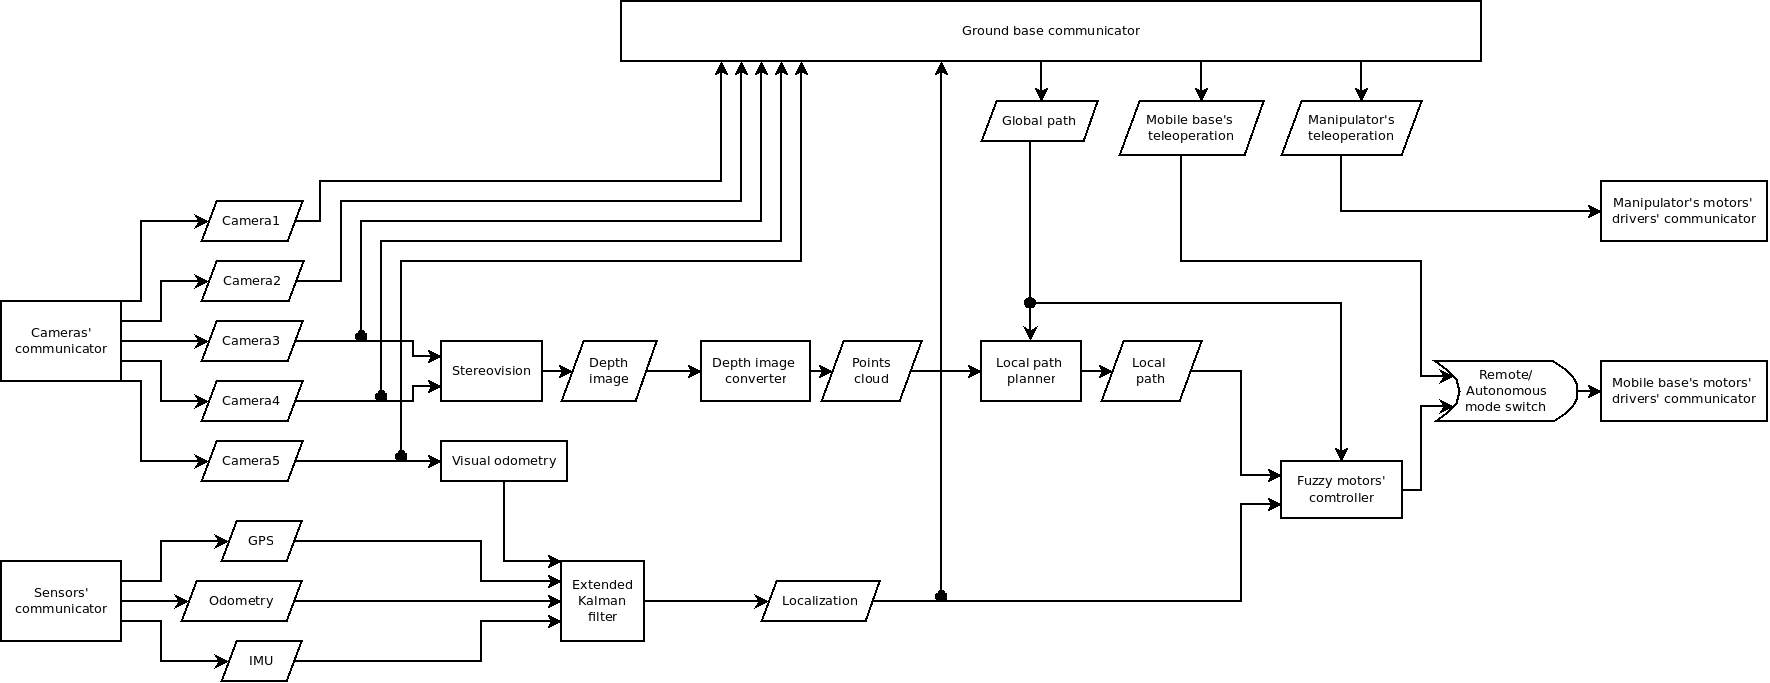 Ground base communicator
Global path
Mobile base's
teleoperation
Manipulator's
teleoperation
Manipulator's motors'
drivers' communicator
Camera1
Camera2
Cameras'
communicator
Camera3
Camera4
Camera5
Stereovision
Depth
image
Depth image
converter
Points
cloud
Local path
planner
Local
path
Remote/
Autonomous
mode switch
Mobile base's motors'
drivers' communicator
Visual odometry
Fuzzy motors'
comtroller
Sensors'
communicator
GPS
Odometry
IMU
Extended
Kalman
filter
Localization